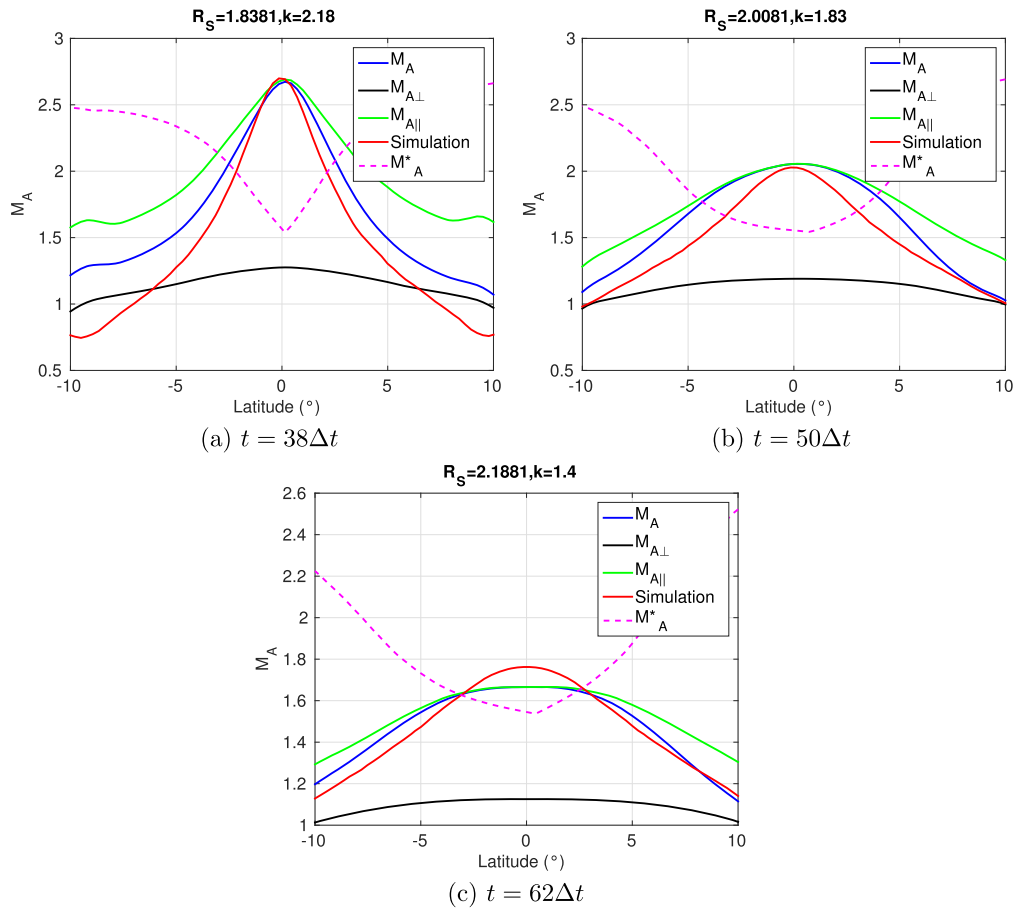 R_S=1.8381,k=2.18
3
2.5
2
1.5
1
0.5
M_A
-10
-5
0
5
10
Latitude (°)
M_A
M_A⊥
M_A||
Simulation
M*_A
(a) t = 38Δt
R_S=2.0081,k=1.83
3
2.5
2
1.5
1
0.5
M_A
-10
-5
0
5
10
Latitude (°)
M_A
M_A⊥
M_A||
Simulation
M*_A
(b) t = 50Δt
R_S=2.1881,k=1.4
2.6
2.4
2.2
2
1.8
1.6
1.4
1.2
1
M_A
-10
-5
0
5
10
Latitude (°)
M_A
M_A⊥
M_A||
Simulation
M*_A
(c) t = 62Δt